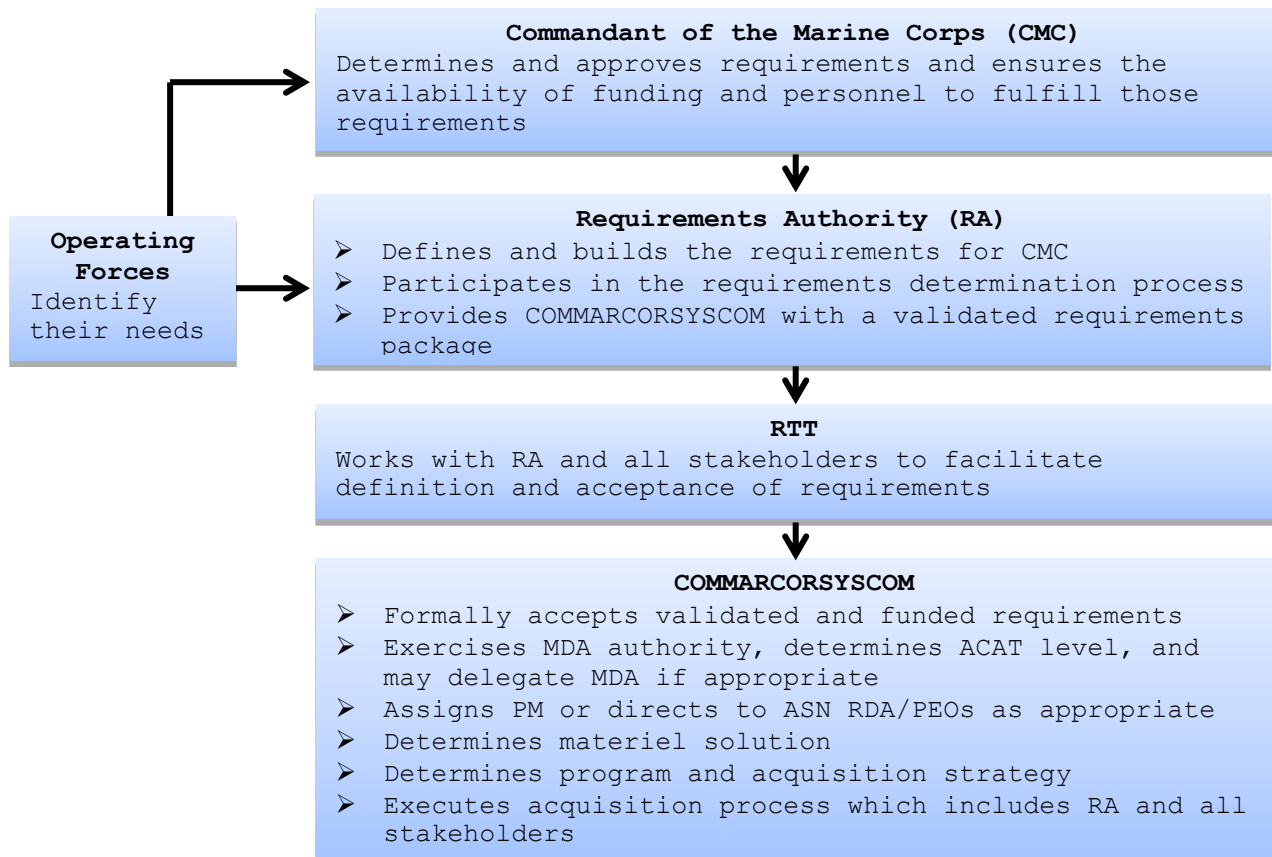 Commandant of the Marine Corps (CMC)
Determines and approves requirements and ensures the
availability of funding and personnel to fulfill those
requirements
Operating
Forces
Identify
their needs
Requirements Authority (RA)
➢ Defines and builds the requirements for CMC
➢ Participates in the requirements determination process
➢ Provides COMMARCORSYSCOM with a validated requirements
package
RTT
Works with RA and all stakeholders to facilitate
definition and acceptance of requirements
COMMARCORSYSCOM
➢ Formally accepts validated and funded requirements
➢ Exercises MDA authority, determines ACAT level, and
may delegate MDA if appropriate
➢ Assigns PM or directs to ASN RDA/PEOs as appropriate
➢ Determines materiel solution
➢ Determines program and acquisition strategy
➢ Executes acquisition process which includes RA and all
stakeholders